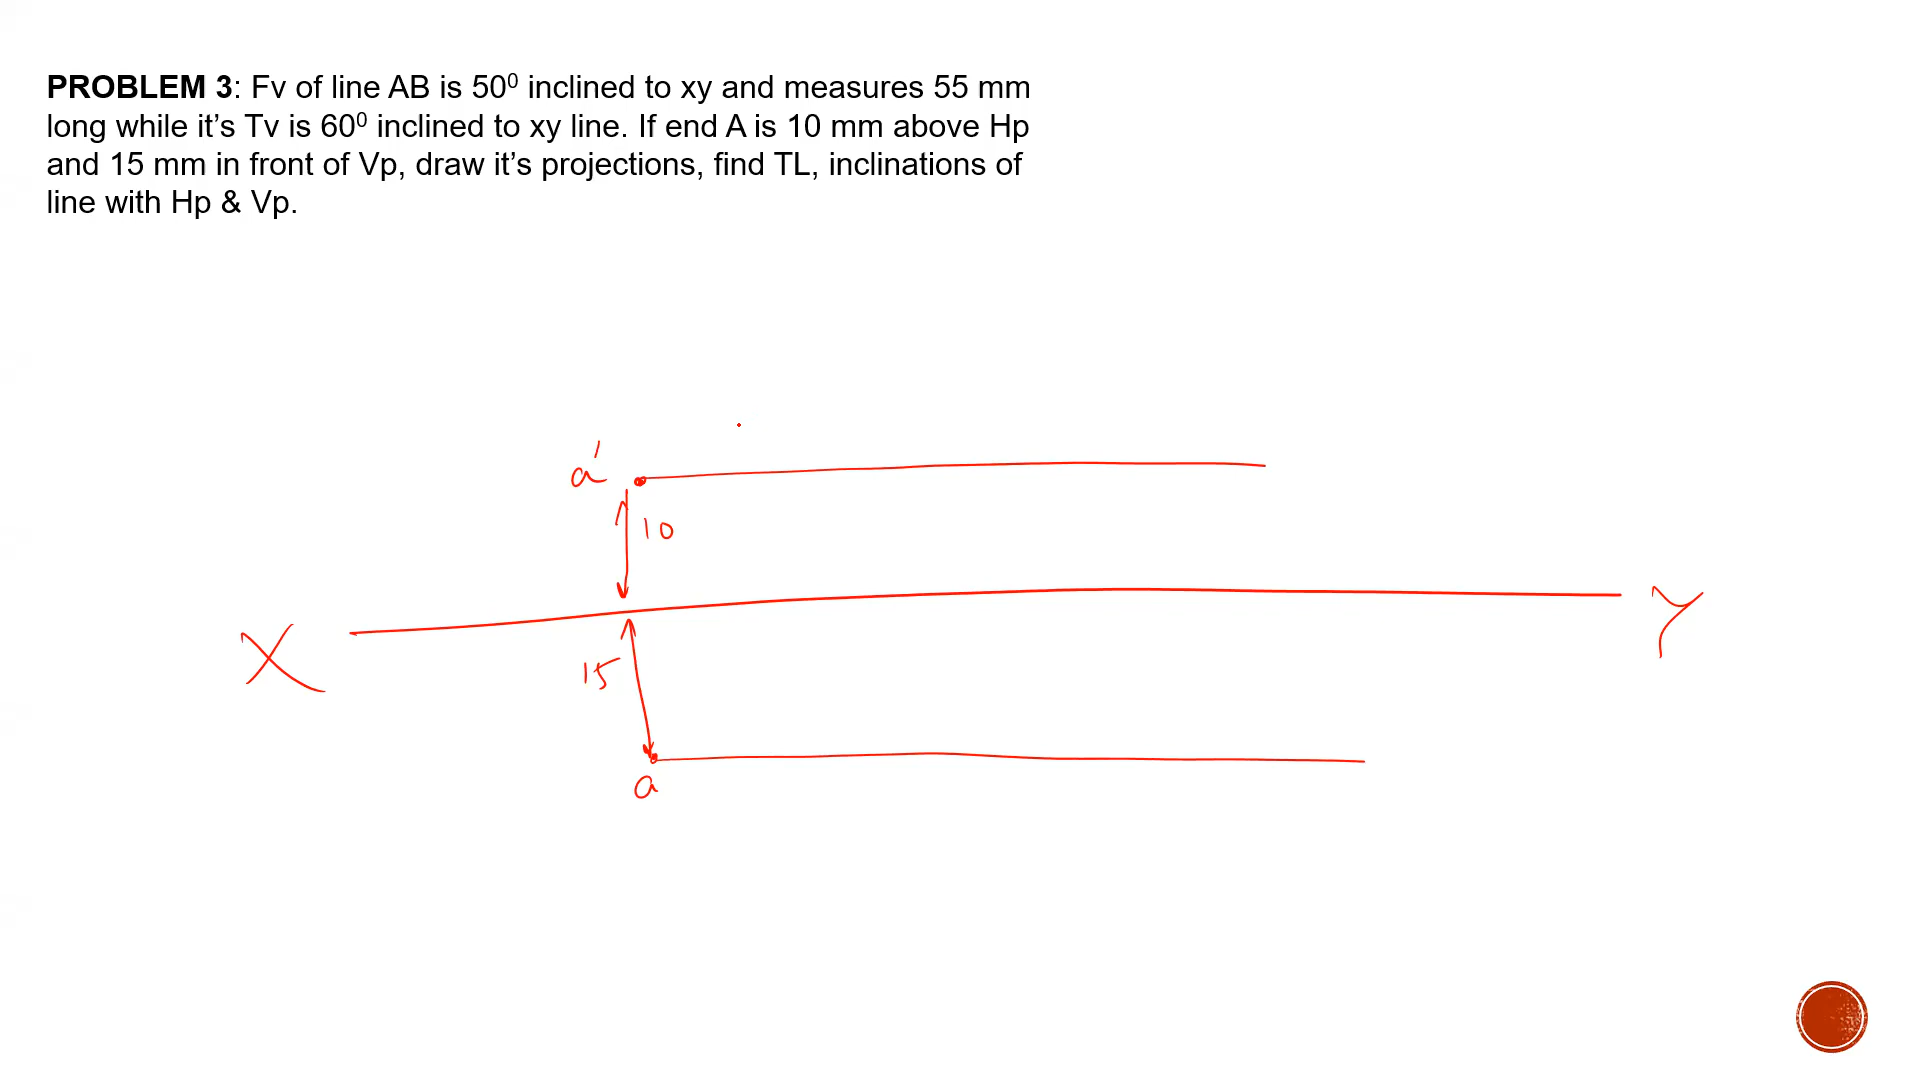 PROBLEM 3: Fv of line AB is 50⁰ inclined to xy and measures 55 mm
long while it’s Tv is 60⁰ inclined to xy line. If end A is 10 mm above Hp
and 15 mm in front of Vp, draw it’s projections, find TL, inclinations of
line with Hp & Vp.
a'
10
X
Y
15
a